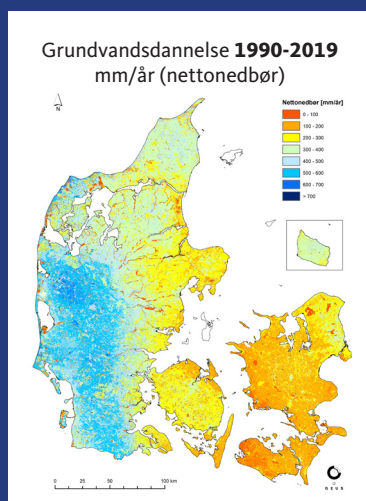 Grundvandsdannelse 1990-2019
mm/år (nettonedbør)
N
Nettonedbør [mm/år]
0 - 100
100 - 200
200 - 300
300 - 400
400 - 500
500 - 600
600 - 700
> 700
0 25 50 100 km
G E U S